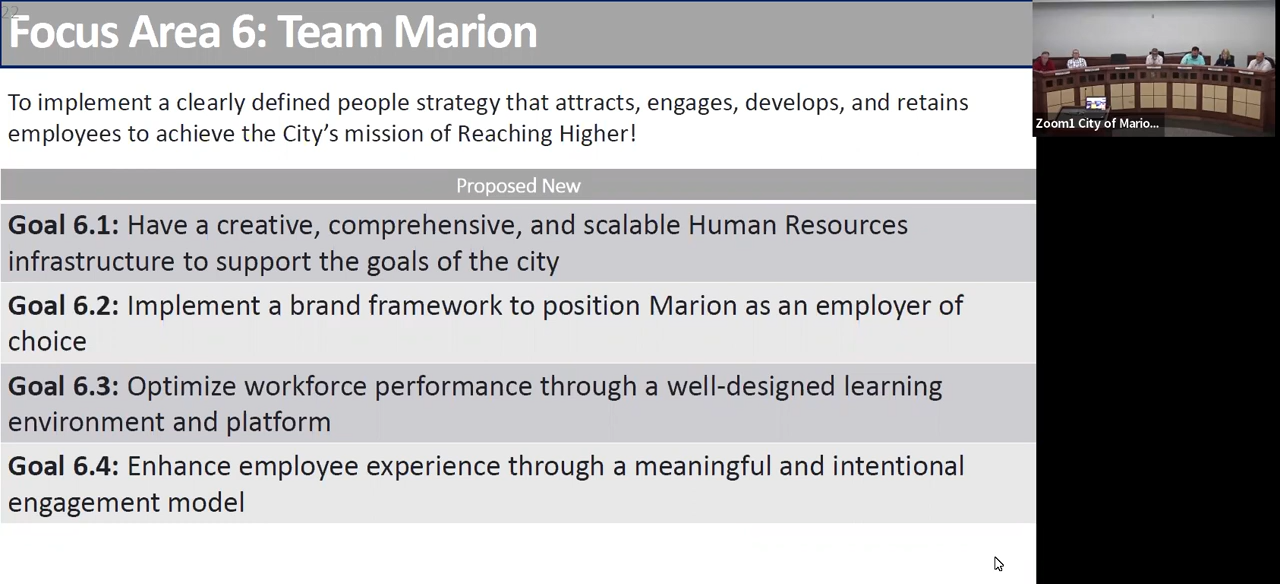 22
Focus Area 6: Team Marion
To implement a clearly defined people strategy that attracts, engages, develops, and retains
employees to achieve the City’s mission of Reaching Higher!
Proposed New
Goal 6.1: Have a creative, comprehensive, and scalable Human Resources
infrastructure to support the goals of the city
Goal 6.2: Implement a brand framework to position Marion as an employer of
choice
Goal 6.3: Optimize workforce performance through a well-designed learning
environment and platform
Goal 6.4: Enhance employee experience through a meaningful and intentional
engagement model
Zoom1 City of Mario...